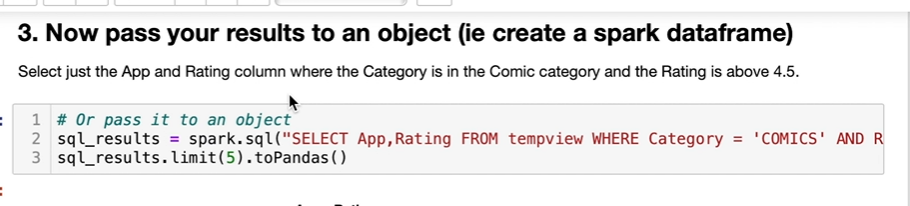 3. Now pass your results to an object (ie create a spark dataframe)
Select just the App and Rating column where the Category is in the Comic category and the Rating is above 4.5.
1 # Or pass it to an object
2 sql_results = spark.sql("SELECT App,Rating FROM tempview WHERE Category = 'COMICS' AND R
3 sql_results.limit(5).toPandas()